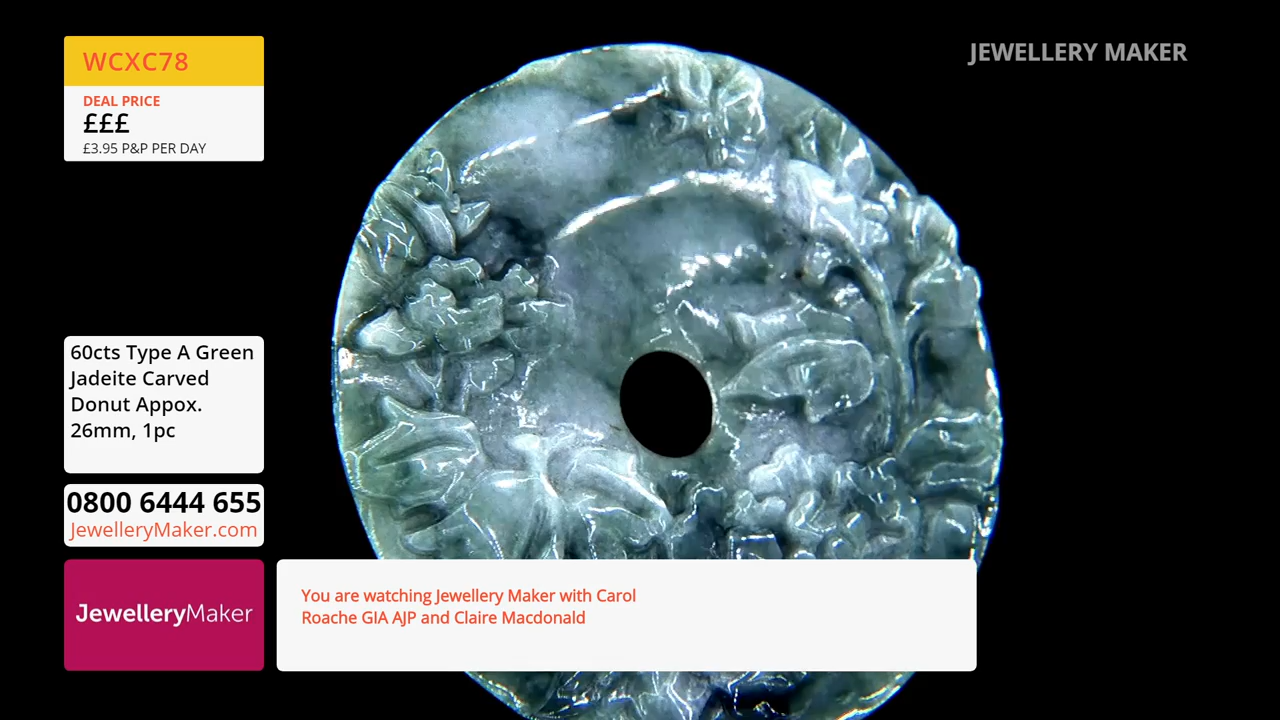 WCXC78
DEAL PRICE
£££
£3.95 P&P PER DAY
JEWELLERY MAKER
60cts Type A Green
Jadeite Carved
Donut Appox.
26mm, 1pc
0800 6444 655
JewelleryMaker.com
JewelleryMaker
You are watching Jewellery Maker with Carol
Roache GIA AJP and Claire Macdonald